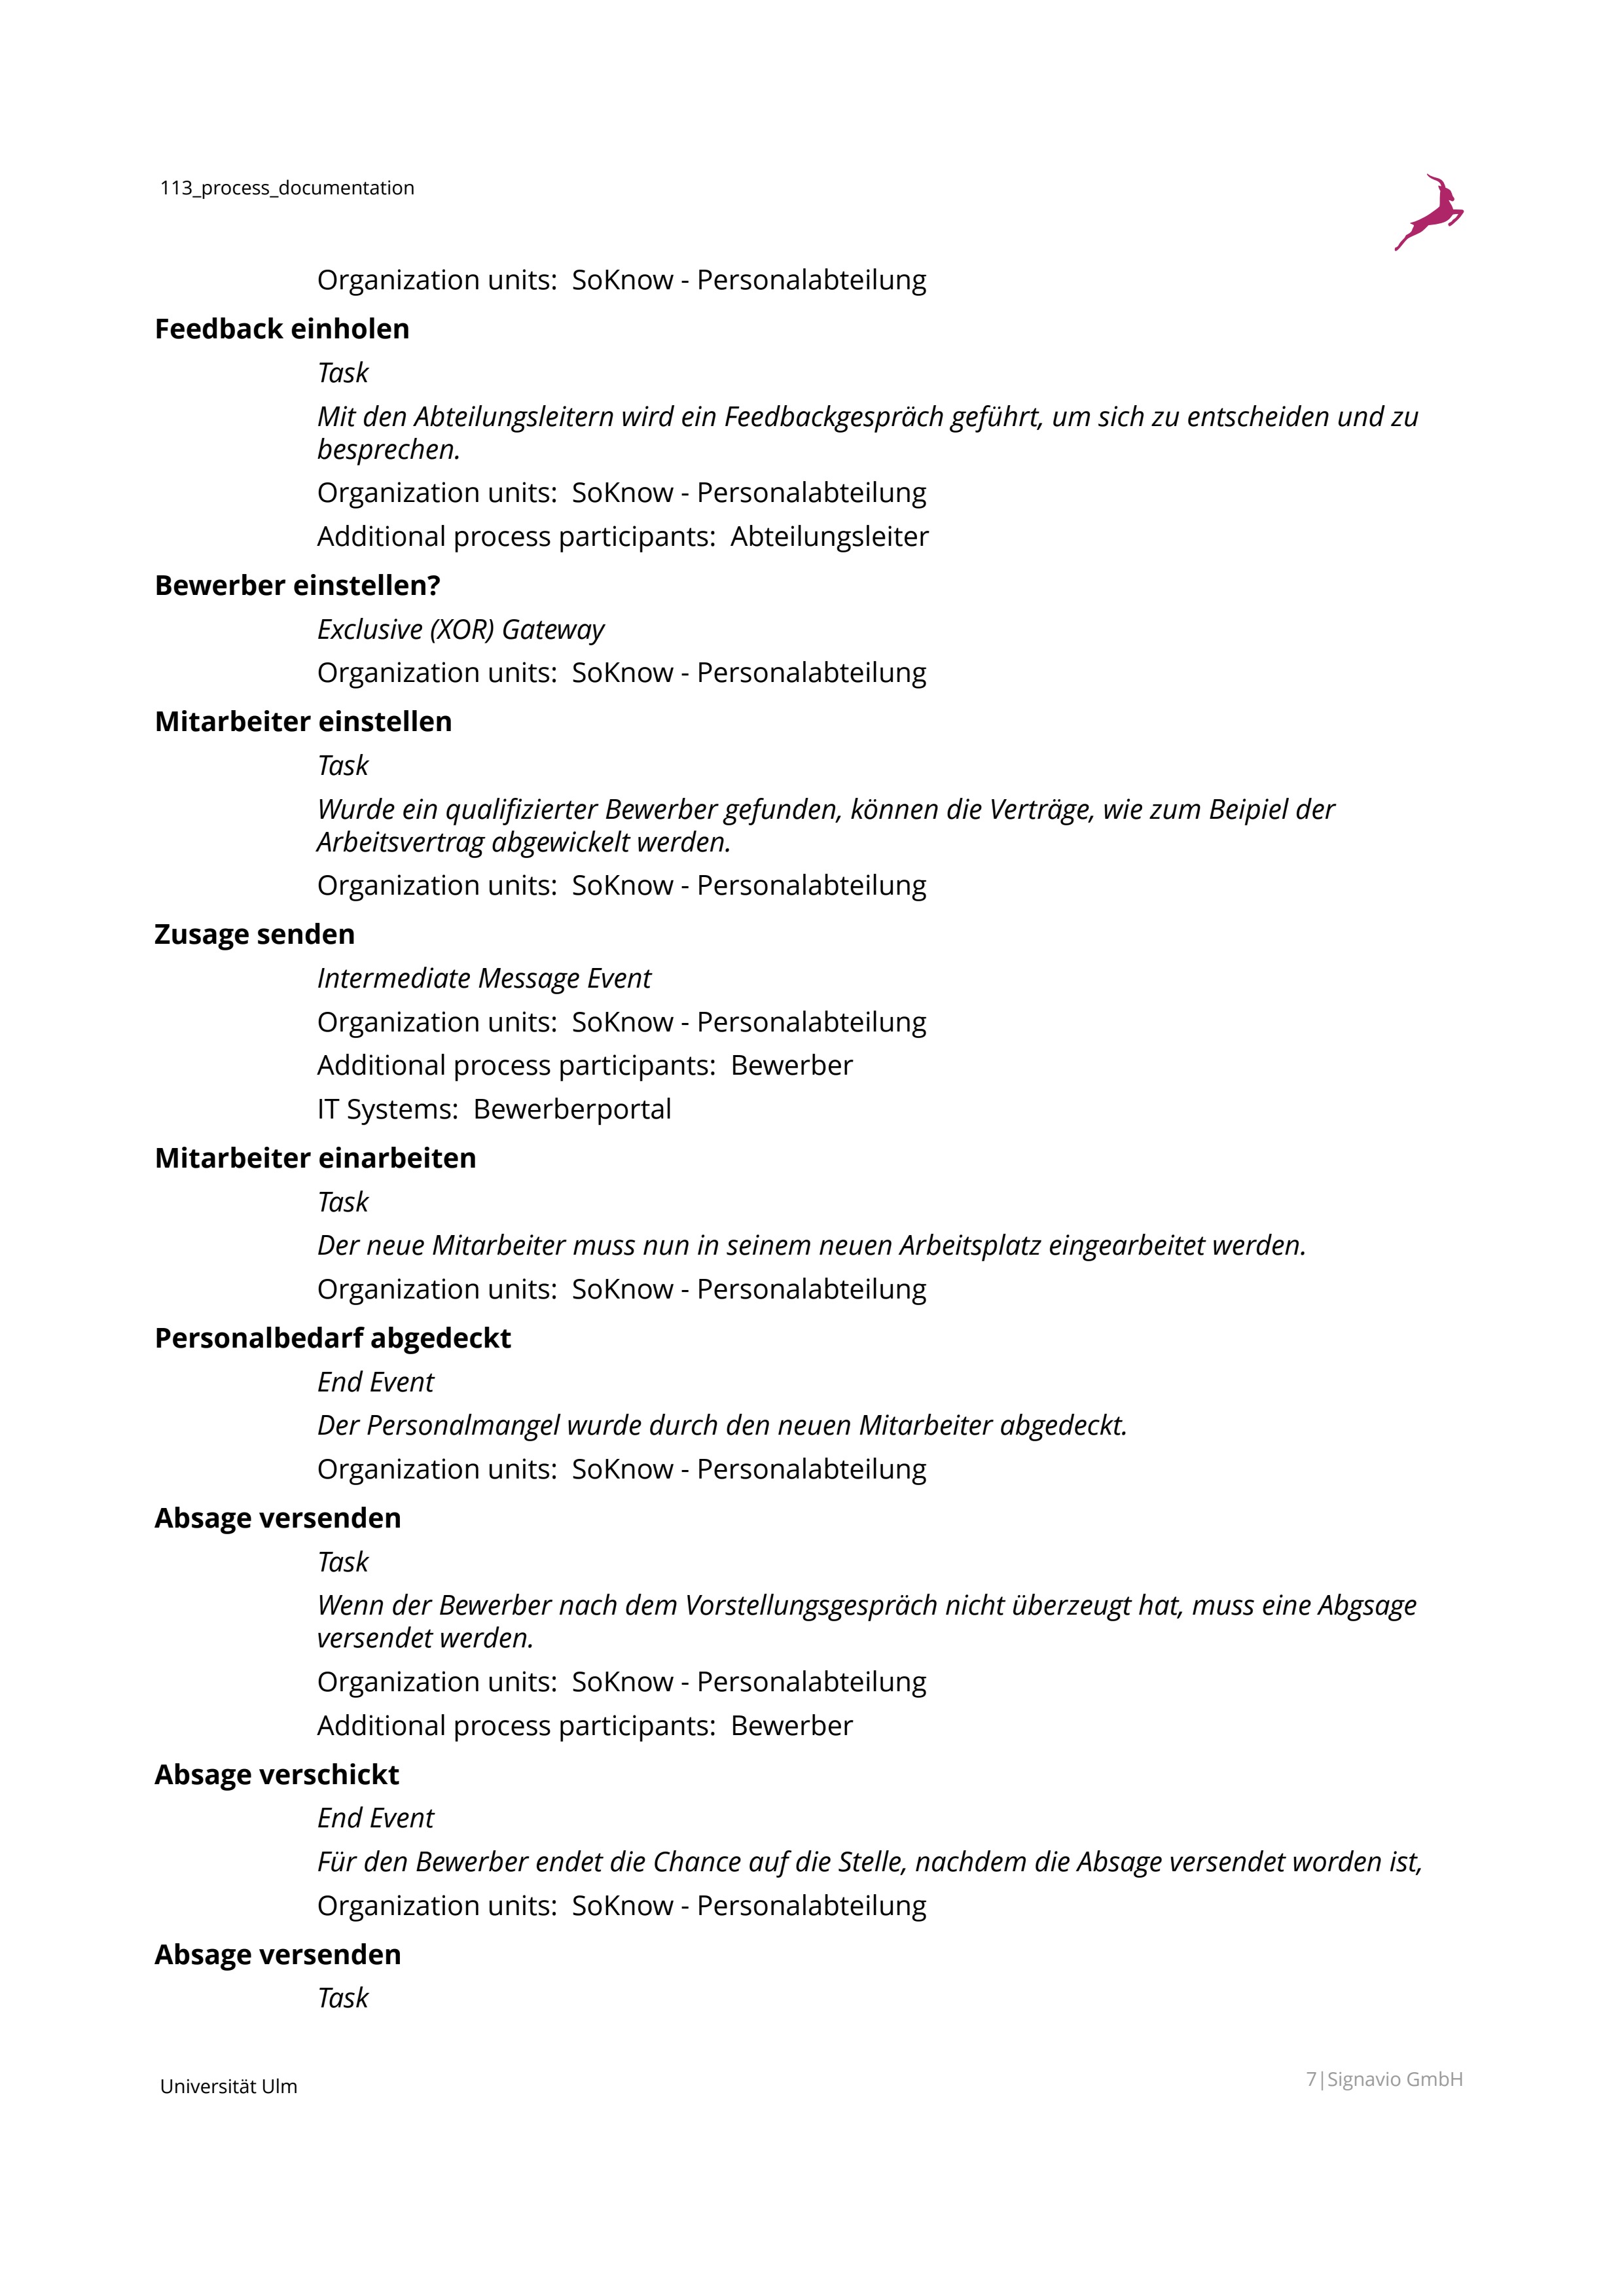 113_process_documentation
Organization units:  SoKnow - Personalabteilung
Feedback einholen
Task
Mit den Abteilungsleitern wird ein Feedbackgespräch geführt, um sich zu entscheiden und zu
besprechen.
Organization units:  SoKnow - Personalabteilung
Additional process participants:  Abteilungsleiter
Bewerber einstellen?
Exclusive (XOR) Gateway
Organization units:  SoKnow - Personalabteilung
Mitarbeiter einstellen
Task
Wurde ein qualifizierter Bewerber gefunden, können die Verträge, wie zum Beipiel der
Arbeitsvertrag abgewickelt werden.
Organization units:  SoKnow - Personalabteilung
Zusage senden
Intermediate Message Event
Organization units:  SoKnow - Personalabteilung
Additional process participants:  Bewerber
IT Systems:  Bewerberportal
Mitarbeiter einarbeiten
Task
Der neue Mitarbeiter muss nun in seinem neuen Arbeitsplatz eingearbeitet werden.
Organization units:  SoKnow - Personalabteilung
Personalbedarf abgedeckt
End Event
Der Personalmangel wurde durch den neuen Mitarbeiter abgedeckt.
Organization units:  SoKnow - Personalabteilung
Absage versenden
Task
Wenn der Bewerber nach dem Vorstellungsgespräch nicht überzeugt hat, muss eine Abgsage
versendet werden.
Organization units:  SoKnow - Personalabteilung
Additional process participants:  Bewerber
Absage verschickt
End Event
Für den Bewerber endet die Chance auf die Stelle, nachdem die Absage versendet worden ist,
Organization units:  SoKnow - Personalabteilung
Absage versenden
Task
Universität Ulm
7|Signavio GmbH